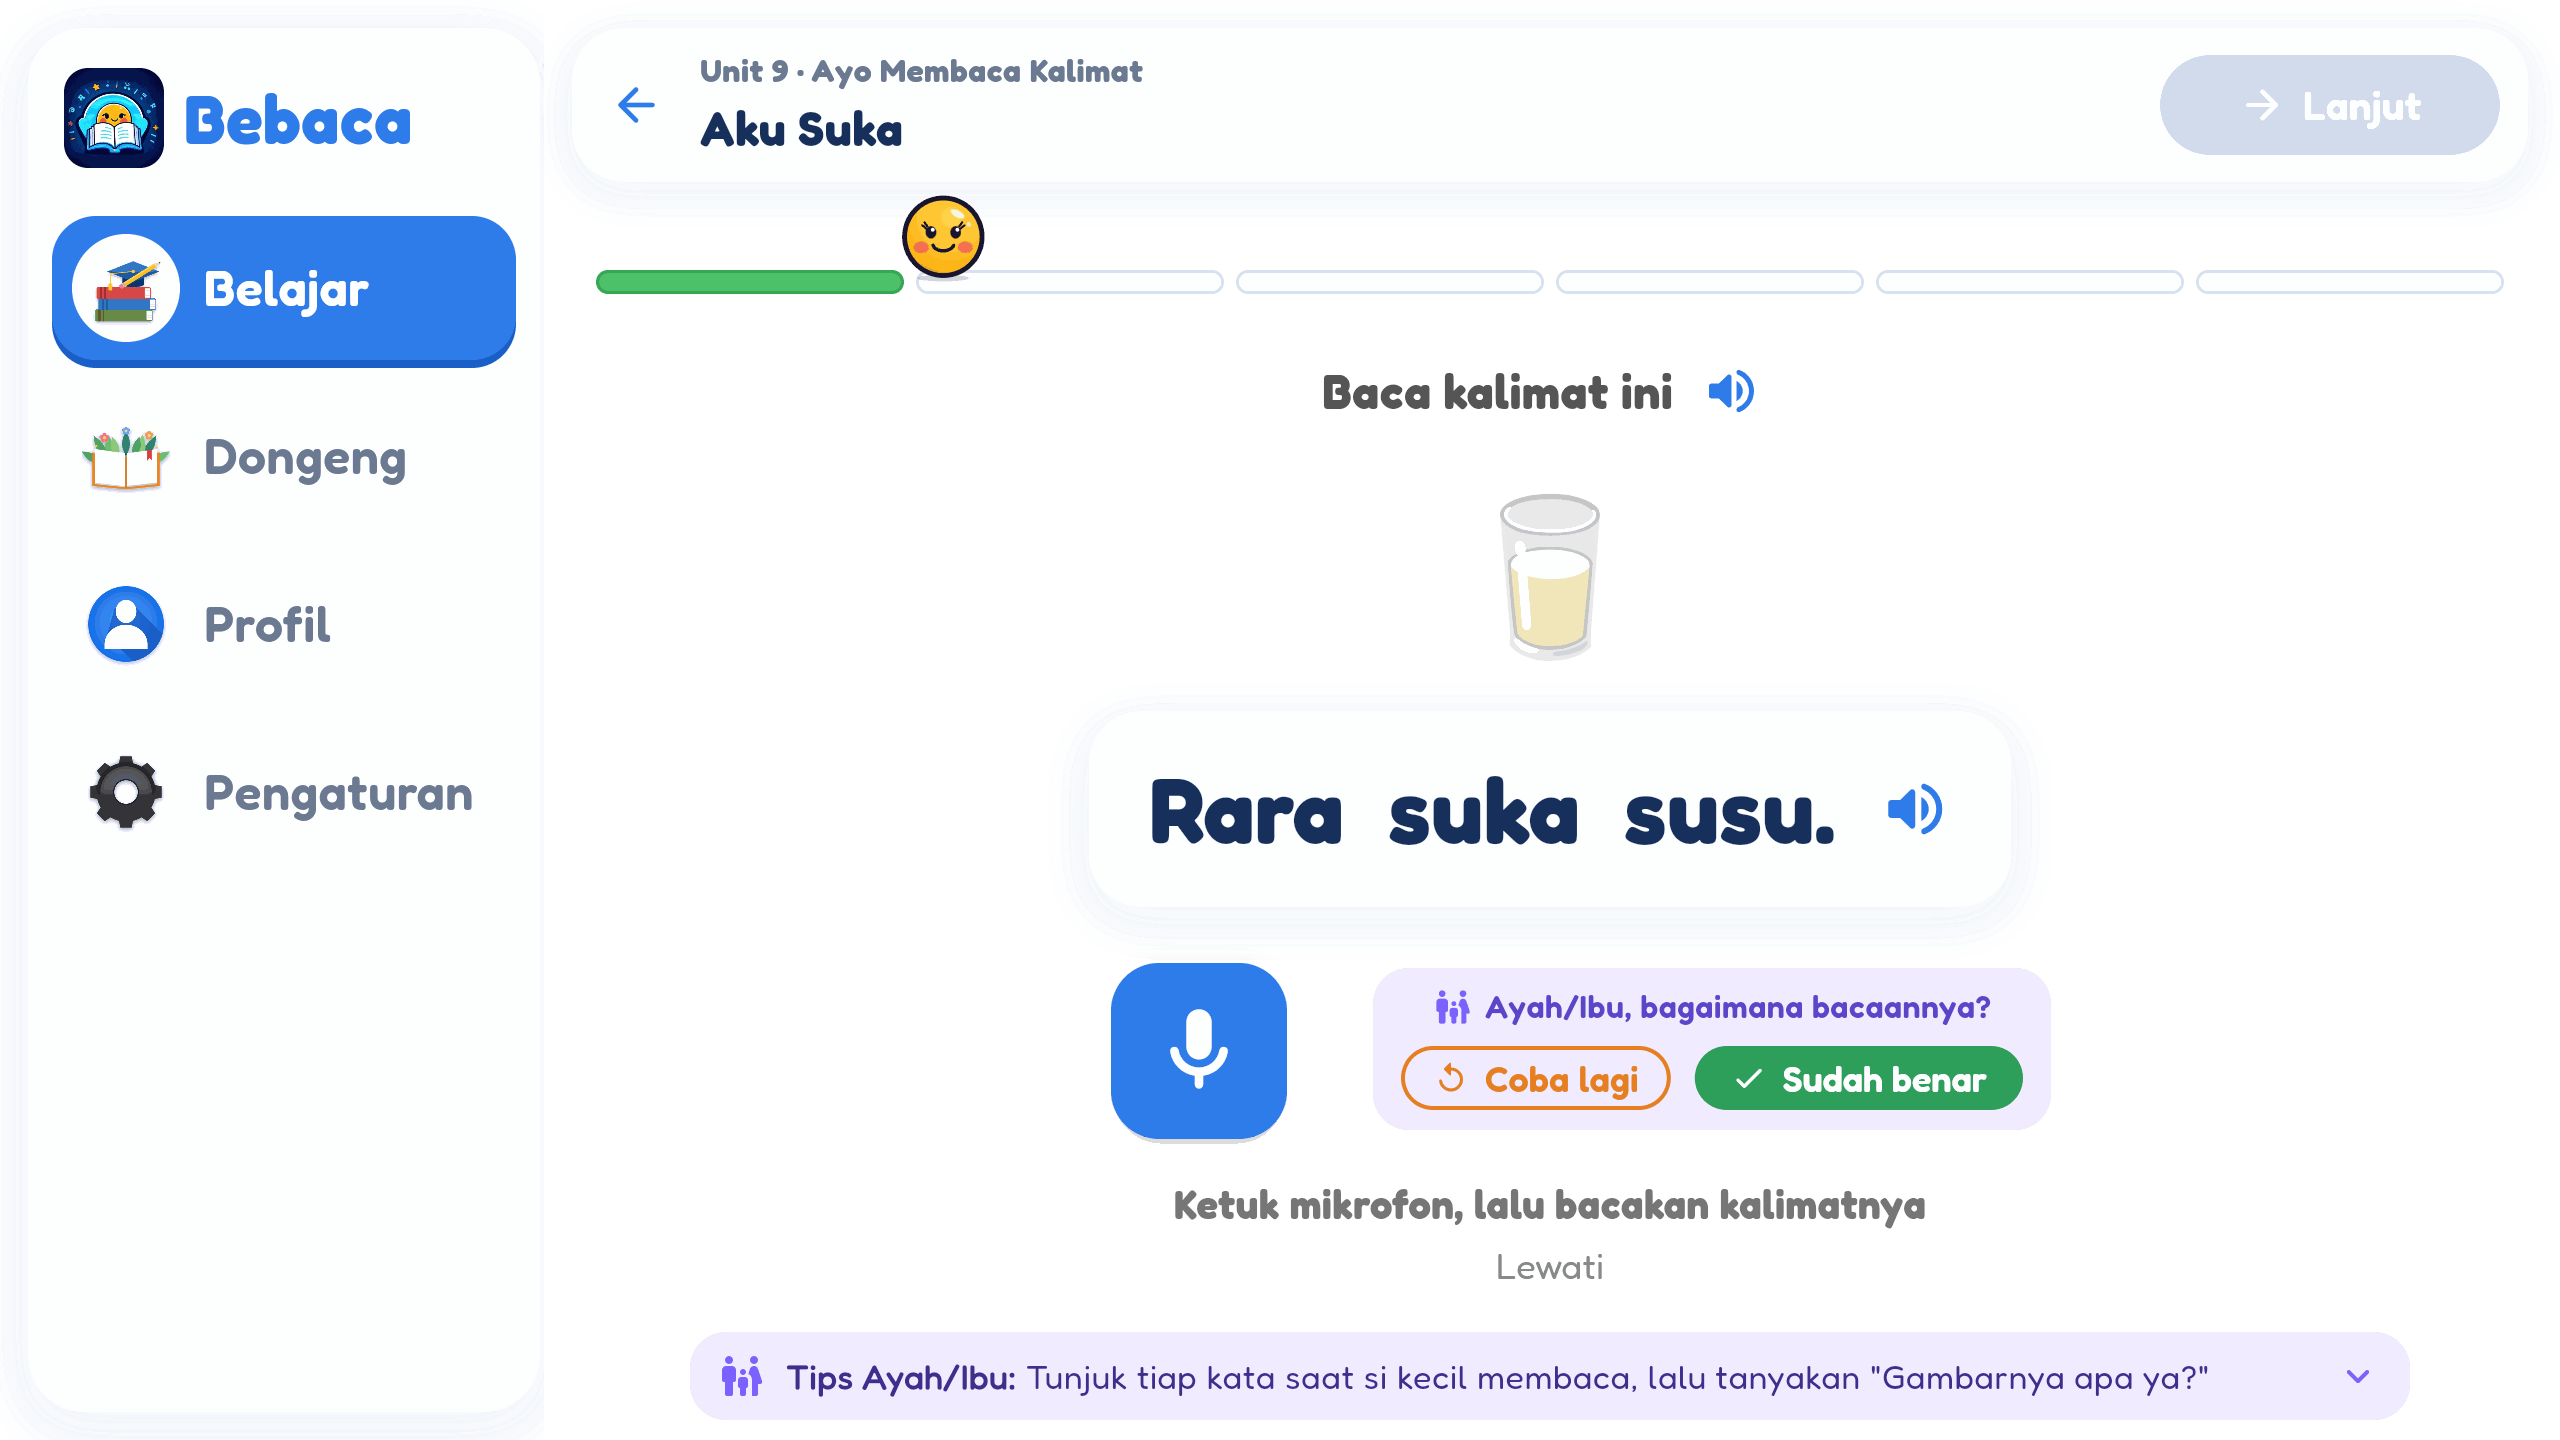 Bebaca
Belajar
Dongeng
Profil
Pengaturan
Unit 9 · Ayo Membaca Kalimat
Aku Suka
Lanjut
Baca kalimat ini
Rara suka susu.
Ayah/Ibu, bagaimana bacaannya?
Coba lagi
Sudah benar
Ketuk mikrofon, lalu bacakan kalimatnya
Lewati
Tips Ayah/Ibu: Tunjuk tiap kata saat si kecil membaca, lalu tanyakan "Gambarnya apa ya?"